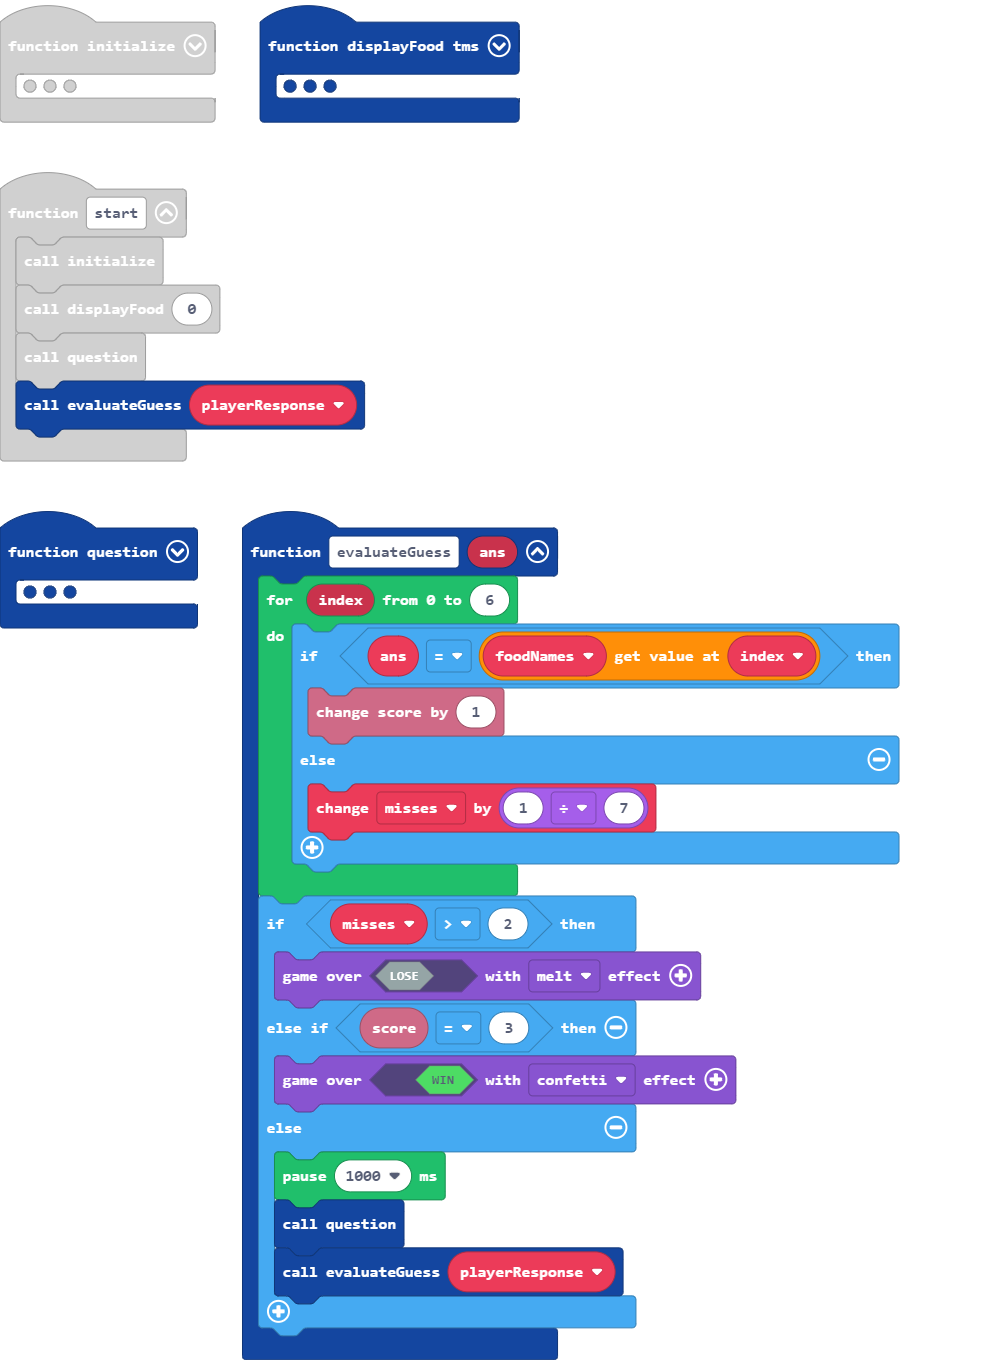 function initialize
function displayFood tms
function start
call initialize
call displayFood 0
call question
call evaluateGuess playerResponse
function question
function evaluateGuess ans
for index from 0 to 6
do
if ans = foodNames get value at index then
change score by 1
else
change misses by 1 ÷ 7
if misses > 2 then
game over LOSE with melt effect
else if score = 3 then
game over WIN with confetti effect
else
pause 1000 ms
call question
call evaluateGuess playerResponse